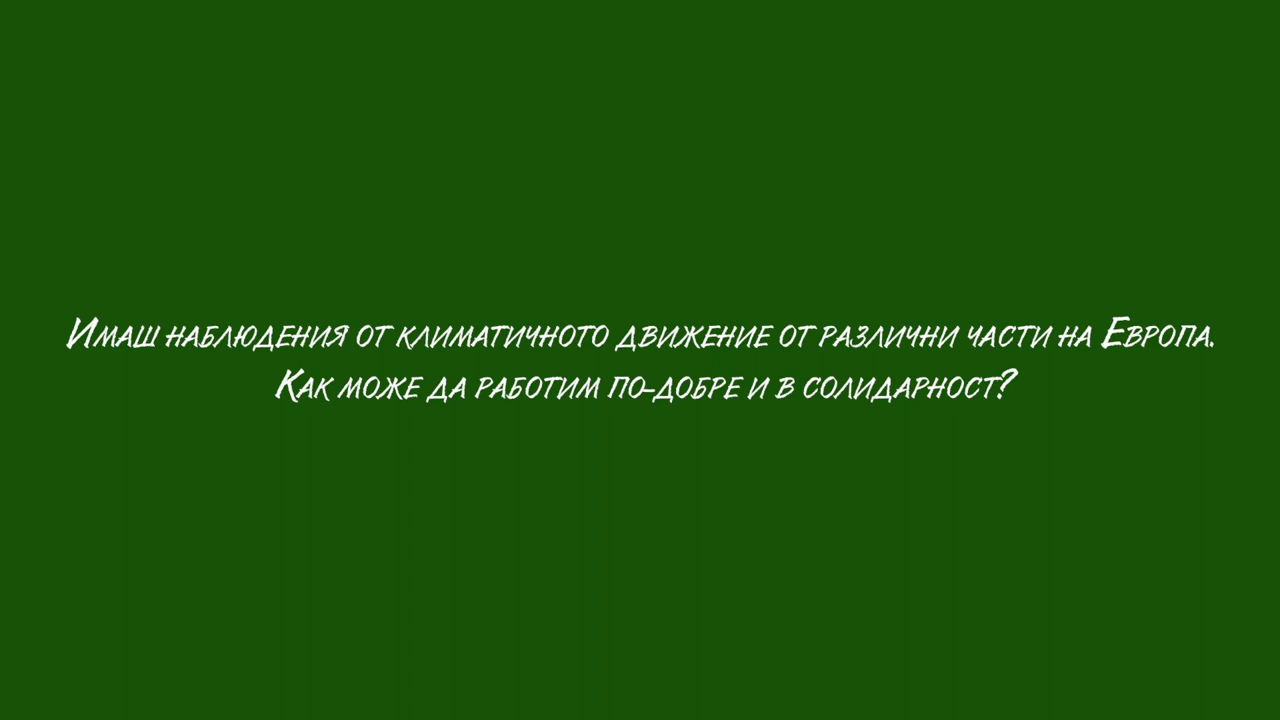 Имаш наблюдения от климатичното движение от различни части на Европа.
Как може да работим по-добре и в солидарност?